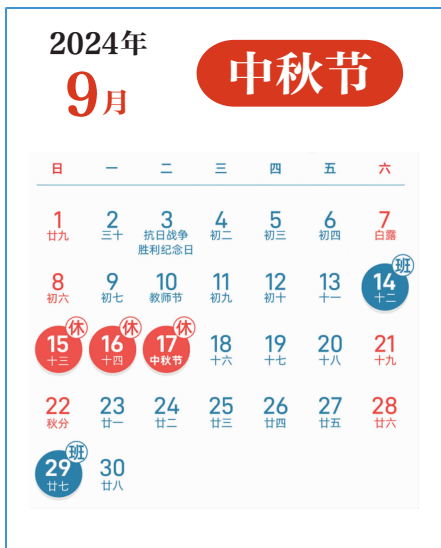 2024年
9月
中秋节
日 一 二 三 四 五 六
1 2 3 4 5 6 7
廿九 三十 抗日战争 初二 初三 初四 白露
胜利纪念日
班
8 9 10 11 12 13 14
初六 初七 教师节 初九 初十 十一 十二
休 休 休
15 16 17 18 19 20 21
十三 十四 中秋节 十六 十七 十八 十九
22 23 24 25 26 27 28
秋分 廿一 廿二 廿三 廿四 廿五 廿六
班
29 30
廿七 廿八